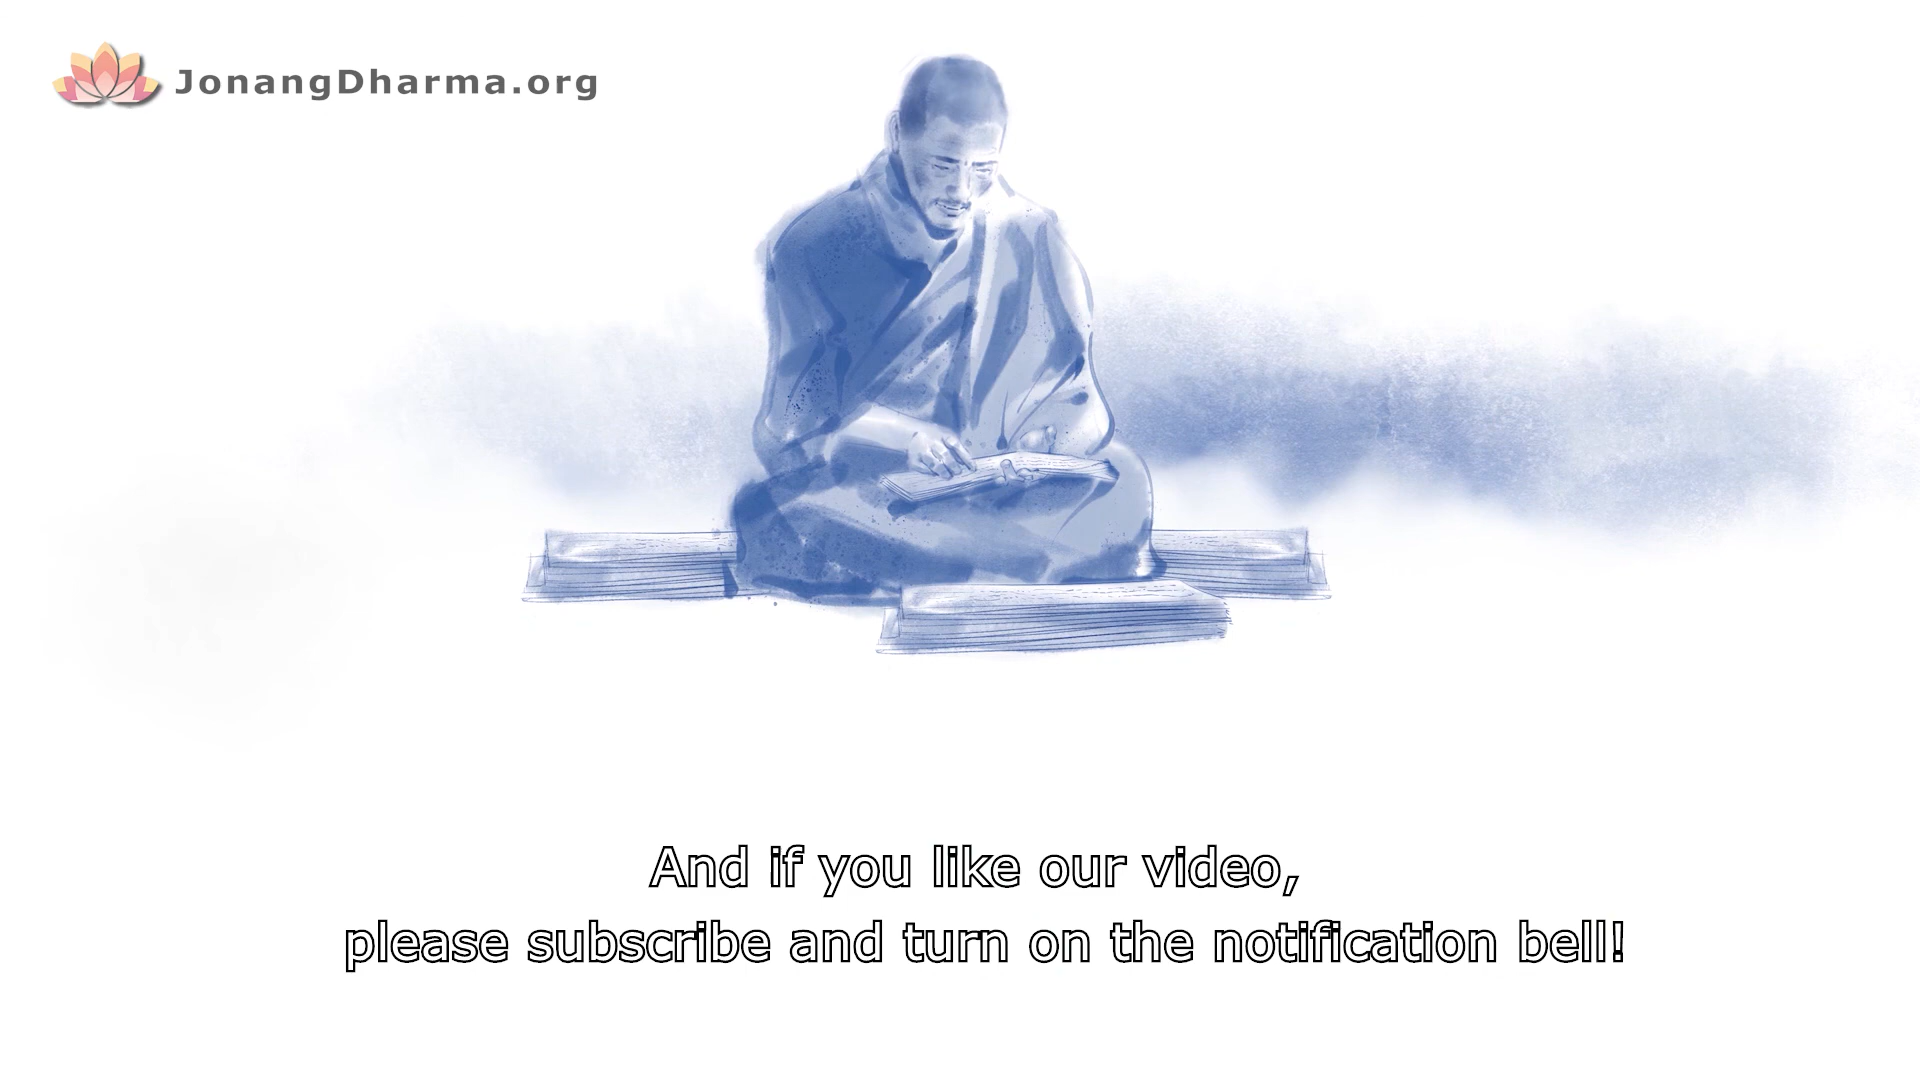 JonangDharma.org
And if you like our video,
please subscribe and turn on the notification bell!